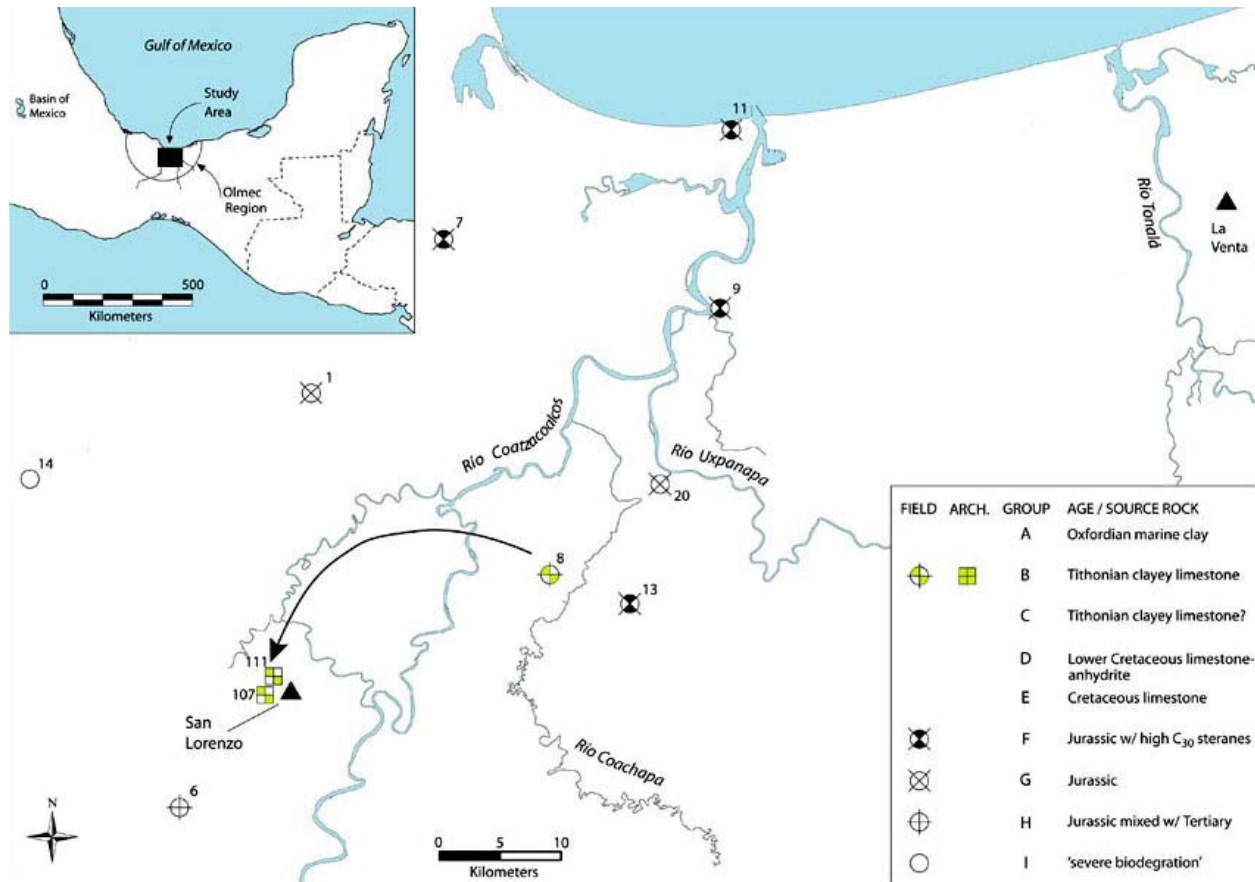 Gulf of Mexico
Basin of
Mexico
Study
Area
Olmec
Region
0 500
Kilometers
11
7
Río Tonalá
La
Venta
9
1
Río Coatzacoalcos
14
Río Uxpanapa
20
8
13
111
107
San
Lorenzo
Río Coachapa
6
N
0 5 10
Kilometers
FIELD ARCH. GROUP AGE / SOURCE ROCK
A Oxfordian marine clay
B Tithonian clayey limestone
C Tithonian clayey limestone?
D Lower Cretaceous limestone-
anhydrite
E Cretaceous limestone
F Jurassic w/ high C₃₀ steranes
G Jurassic
H Jurassic mixed w/ Tertiary
I 'severe biodegration'